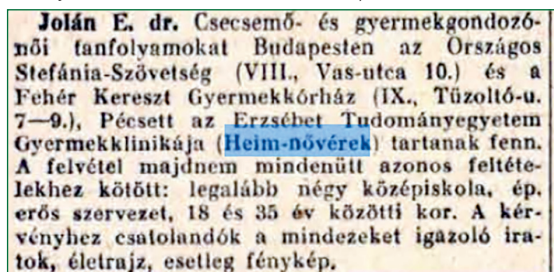 Jolán E. dr. Csecsemő- és gyermekgondozó-
női tanfolyamokat Budapesten az Országos
Stefánia-Szövetség (VIII., Vas-utca 10.) és a
Fehér Kereszt Gyermekkórház (IX., Tüzoltó-u.
7—9.), Pécsett az Erzsébet Tudományegyetem
Gyermekklinikája (Heim-nővérek) tartanak fenn.
A felvétel majdnem mindenütt azonos feltéte-
lekhez kötött: legalább négy középiskola, ép.
erős szervezet, 18 és 35 év közötti kor. A kér-
vényhez csatolandók a mindezeket igazoló ira-
tok, életrajz, esetleg fénykép.